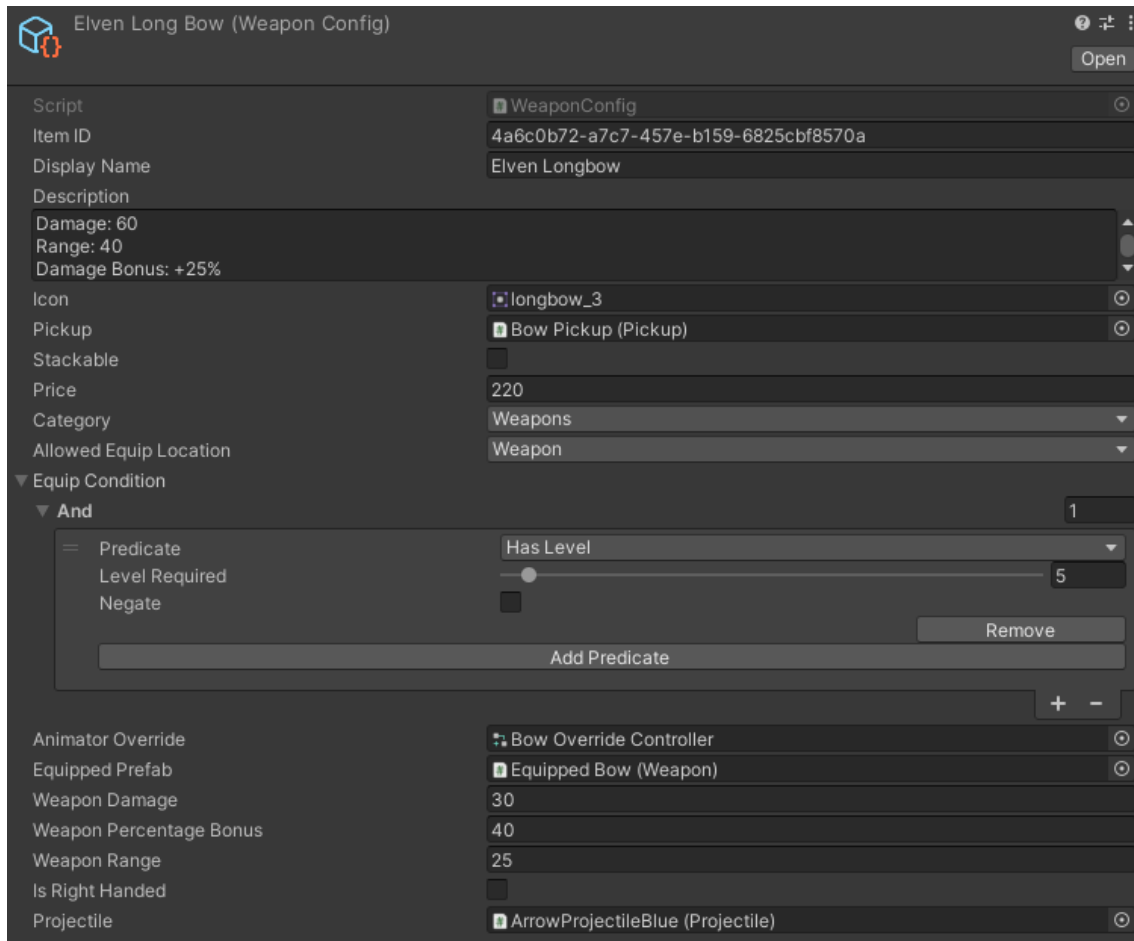 Elven Long Bow (Weapon Config)
Open
Script WeaponConfig
Item ID 4a6c0b72-a7c7-457e-b159-6825cbf8570a
Display Name Elven Longbow
Description
Damage: 60
Range: 40
Damage Bonus: +25%
Icon longbow_3
Pickup Bow Pickup (Pickup)
Stackable
Price 220
Category Weapons
Allowed Equip Location Weapon
Equip Condition
And 1
Predicate Has Level
Level Required 5
Negate
Remove
Add Predicate
+ -
Animator Override Bow Override Controller
Equipped Prefab Equipped Bow (Weapon)
Weapon Damage 30
Weapon Percentage Bonus 40
Weapon Range 25
Is Right Handed
Projectile ArrowProjectileBlue (Projectile)